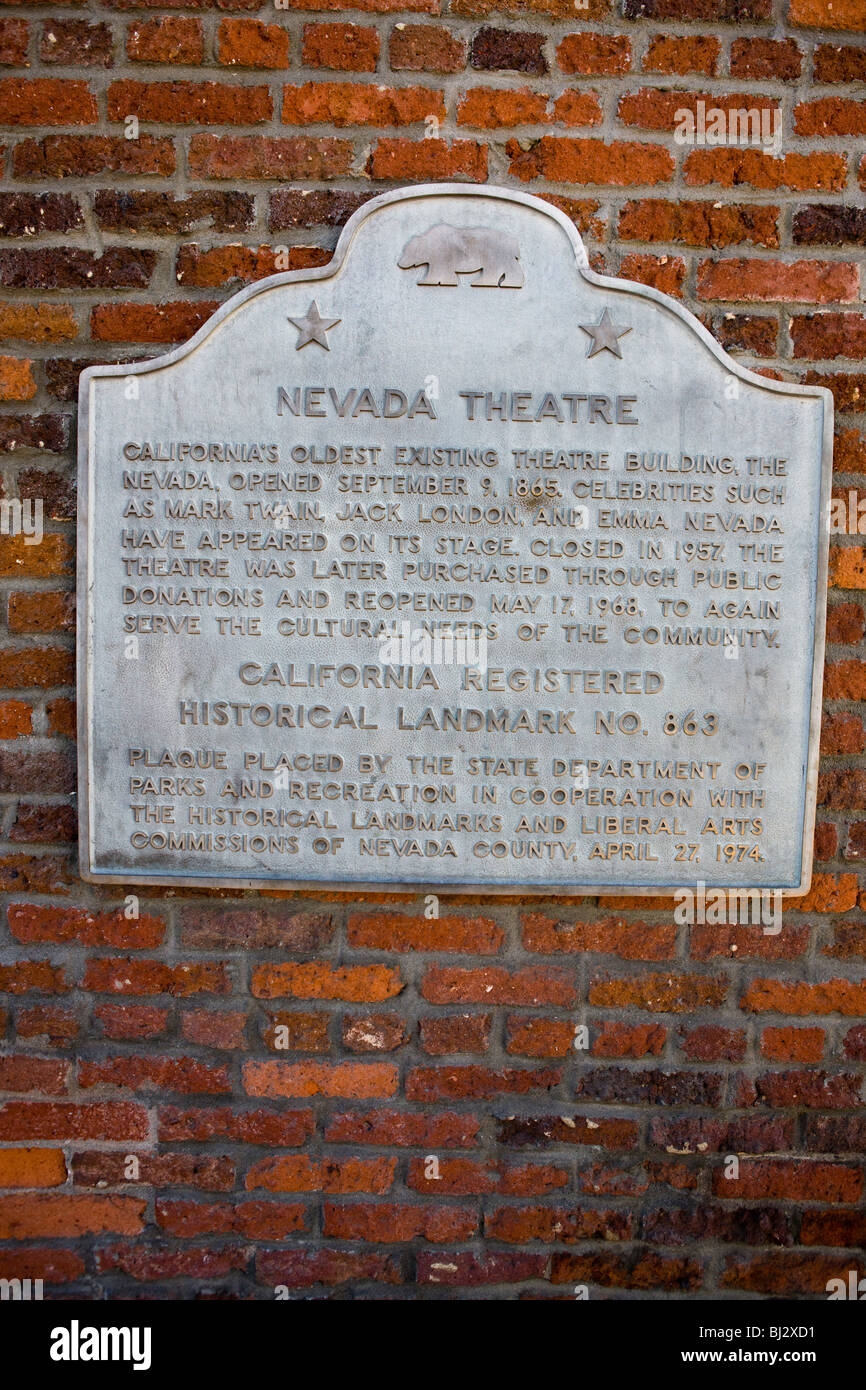 NEVADA THEATRE
CALIFORNIA'S OLDEST EXISTING THEATRE BUILDING, THE
NEVADA, OPENED SEPTEMBER 9, 1865. CELEBRITIES SUCH
AS MARK TWAIN, JACK LONDON, AND EMMA NEVADA
HAVE APPEARED ON ITS STAGE. CLOSED IN 1957, THE
THEATRE WAS LATER PURCHASED THROUGH PUBLIC
DONATIONS AND REOPENED MAY 17, 1968, TO AGAIN
SERVE THE CULTURAL NEEDS OF THE COMMUNITY.
CALIFORNIA REGISTERED
HISTORICAL LANDMARK NO. 863
PLAQUE PLACED BY THE STATE DEPARTMENT OF
PARKS AND RECREATION IN COOPERATION WITH
THE HISTORICAL LANDMARKS AND LIBERAL ARTS
COMMISSIONS OF NEVADA COUNTY, APRIL 27, 1974.
alamy
a
a
a
a
alamy
Image ID: BJ2XD1
www.alamy.com